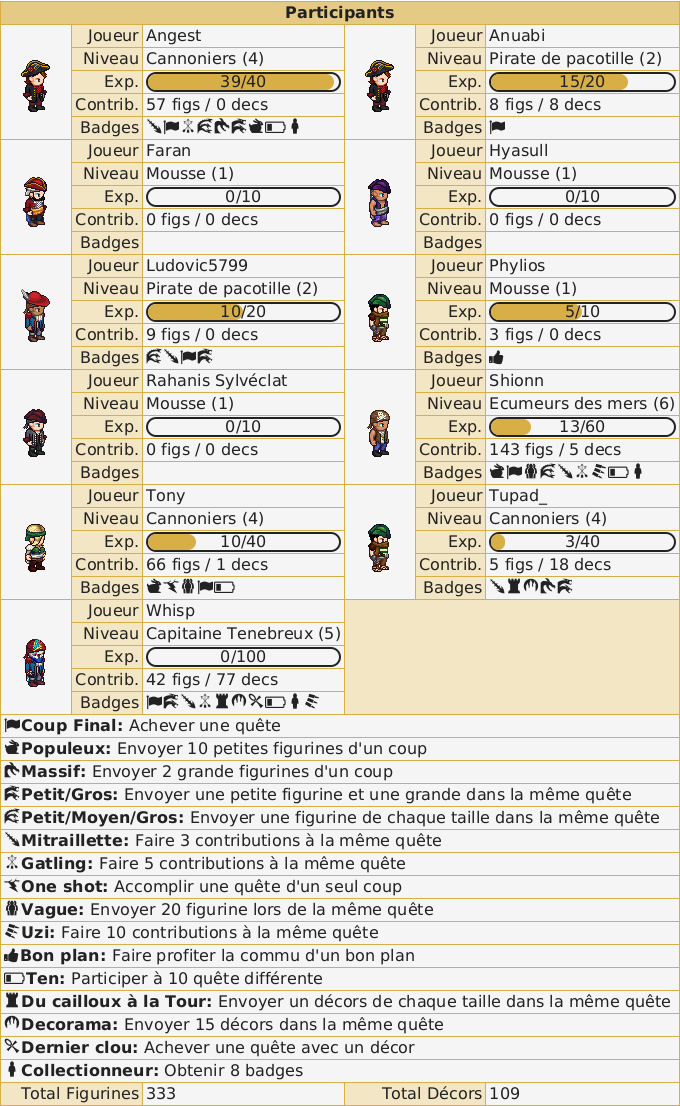 Participants
Joueur Angest
Niveau Cannoniers (4)
Exp. 39/40
Contrib. 57 figs / 0 decs
Badges
Joueur Anuabi
Niveau Pirate de pacotille (2)
Exp. 15/20
Contrib. 8 figs / 8 decs
Badges
Joueur Faran
Niveau Mousse (1)
Exp. 0/10
Contrib. 0 figs / 0 decs
Badges
Joueur Hyasull
Niveau Mousse (1)
Exp. 0/10
Contrib. 0 figs / 0 decs
Badges
Joueur Ludovic5799
Niveau Pirate de pacotille (2)
Exp. 10/20
Contrib. 9 figs / 0 decs
Badges
Joueur Phylios
Niveau Mousse (1)
Exp. 5/10
Contrib. 3 figs / 0 decs
Badges
Joueur Rahanis Sylvéclat
Niveau Mousse (1)
Exp. 0/10
Contrib. 0 figs / 0 decs
Badges
Joueur Shionn
Niveau Ecumeurs des mers (6)
Exp. 13/60
Contrib. 143 figs / 5 decs
Badges
Joueur Tony
Niveau Cannoniers (4)
Exp. 10/40
Contrib. 66 figs / 1 decs
Badges
Joueur Tupad_
Niveau Cannoniers (4)
Exp. 3/40
Contrib. 5 figs / 18 decs
Badges
Joueur Whisp
Niveau Capitaine Tenebreux (5)
Exp. 0/100
Contrib. 42 figs / 77 decs
Badges
Coup Final: Achever une quête
Populeux: Envoyer 10 petites figurines d'un coup
Massif: Envoyer 2 grande figurines d'un coup
Petit/Gros: Envoyer une petite figurine et une grande dans la même quête
Petit/Moyen/Gros: Envoyer une figurine de chaque taille dans la même quête
Mitraillette: Faire 3 contributions à la même quête
Gatling: Faire 5 contributions à la même quête
One shot: Accomplir une quête d'un seul coup
Vague: Envoyer 20 figurine lors de la même quête
Uzi: Faire 10 contributions à la même quête
Bon plan: Faire profiter la commu d'un bon plan
Ten: Participer à 10 quête différente
Du cailloux à la Tour: Envoyer un décors de chaque taille dans la même quête
Decorama: Envoyer 15 décors dans la même quête
Dernier clou: Achever une quête avec un décor
Collectionneur: Obtenir 8 badges
Total Figurines 333
Total Décors 109